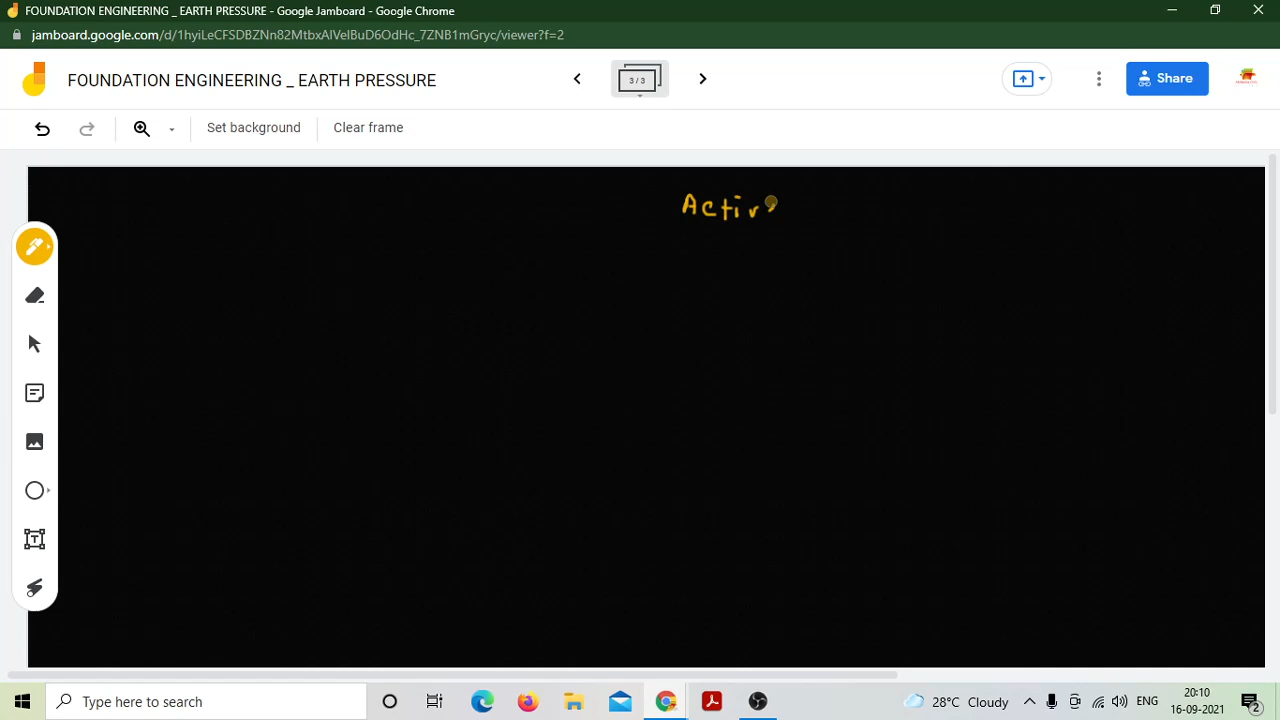 FOUNDATION ENGINEERING _ EARTH PRESSURE - Google Jamboard - Google Chrome
jamboard.google.com/d/1hyiLeCFSDBZNn82MtbxAIVelBuD6OdHc_7ZNB1mGryc/viewer?f=2
FOUNDATION ENGINEERING _ EARTH PRESSURE
3 / 3
Share
Set background
Clear frame
Activ
Type here to search
28°C Cloudy
ENG
20:10
16-09-2021
2